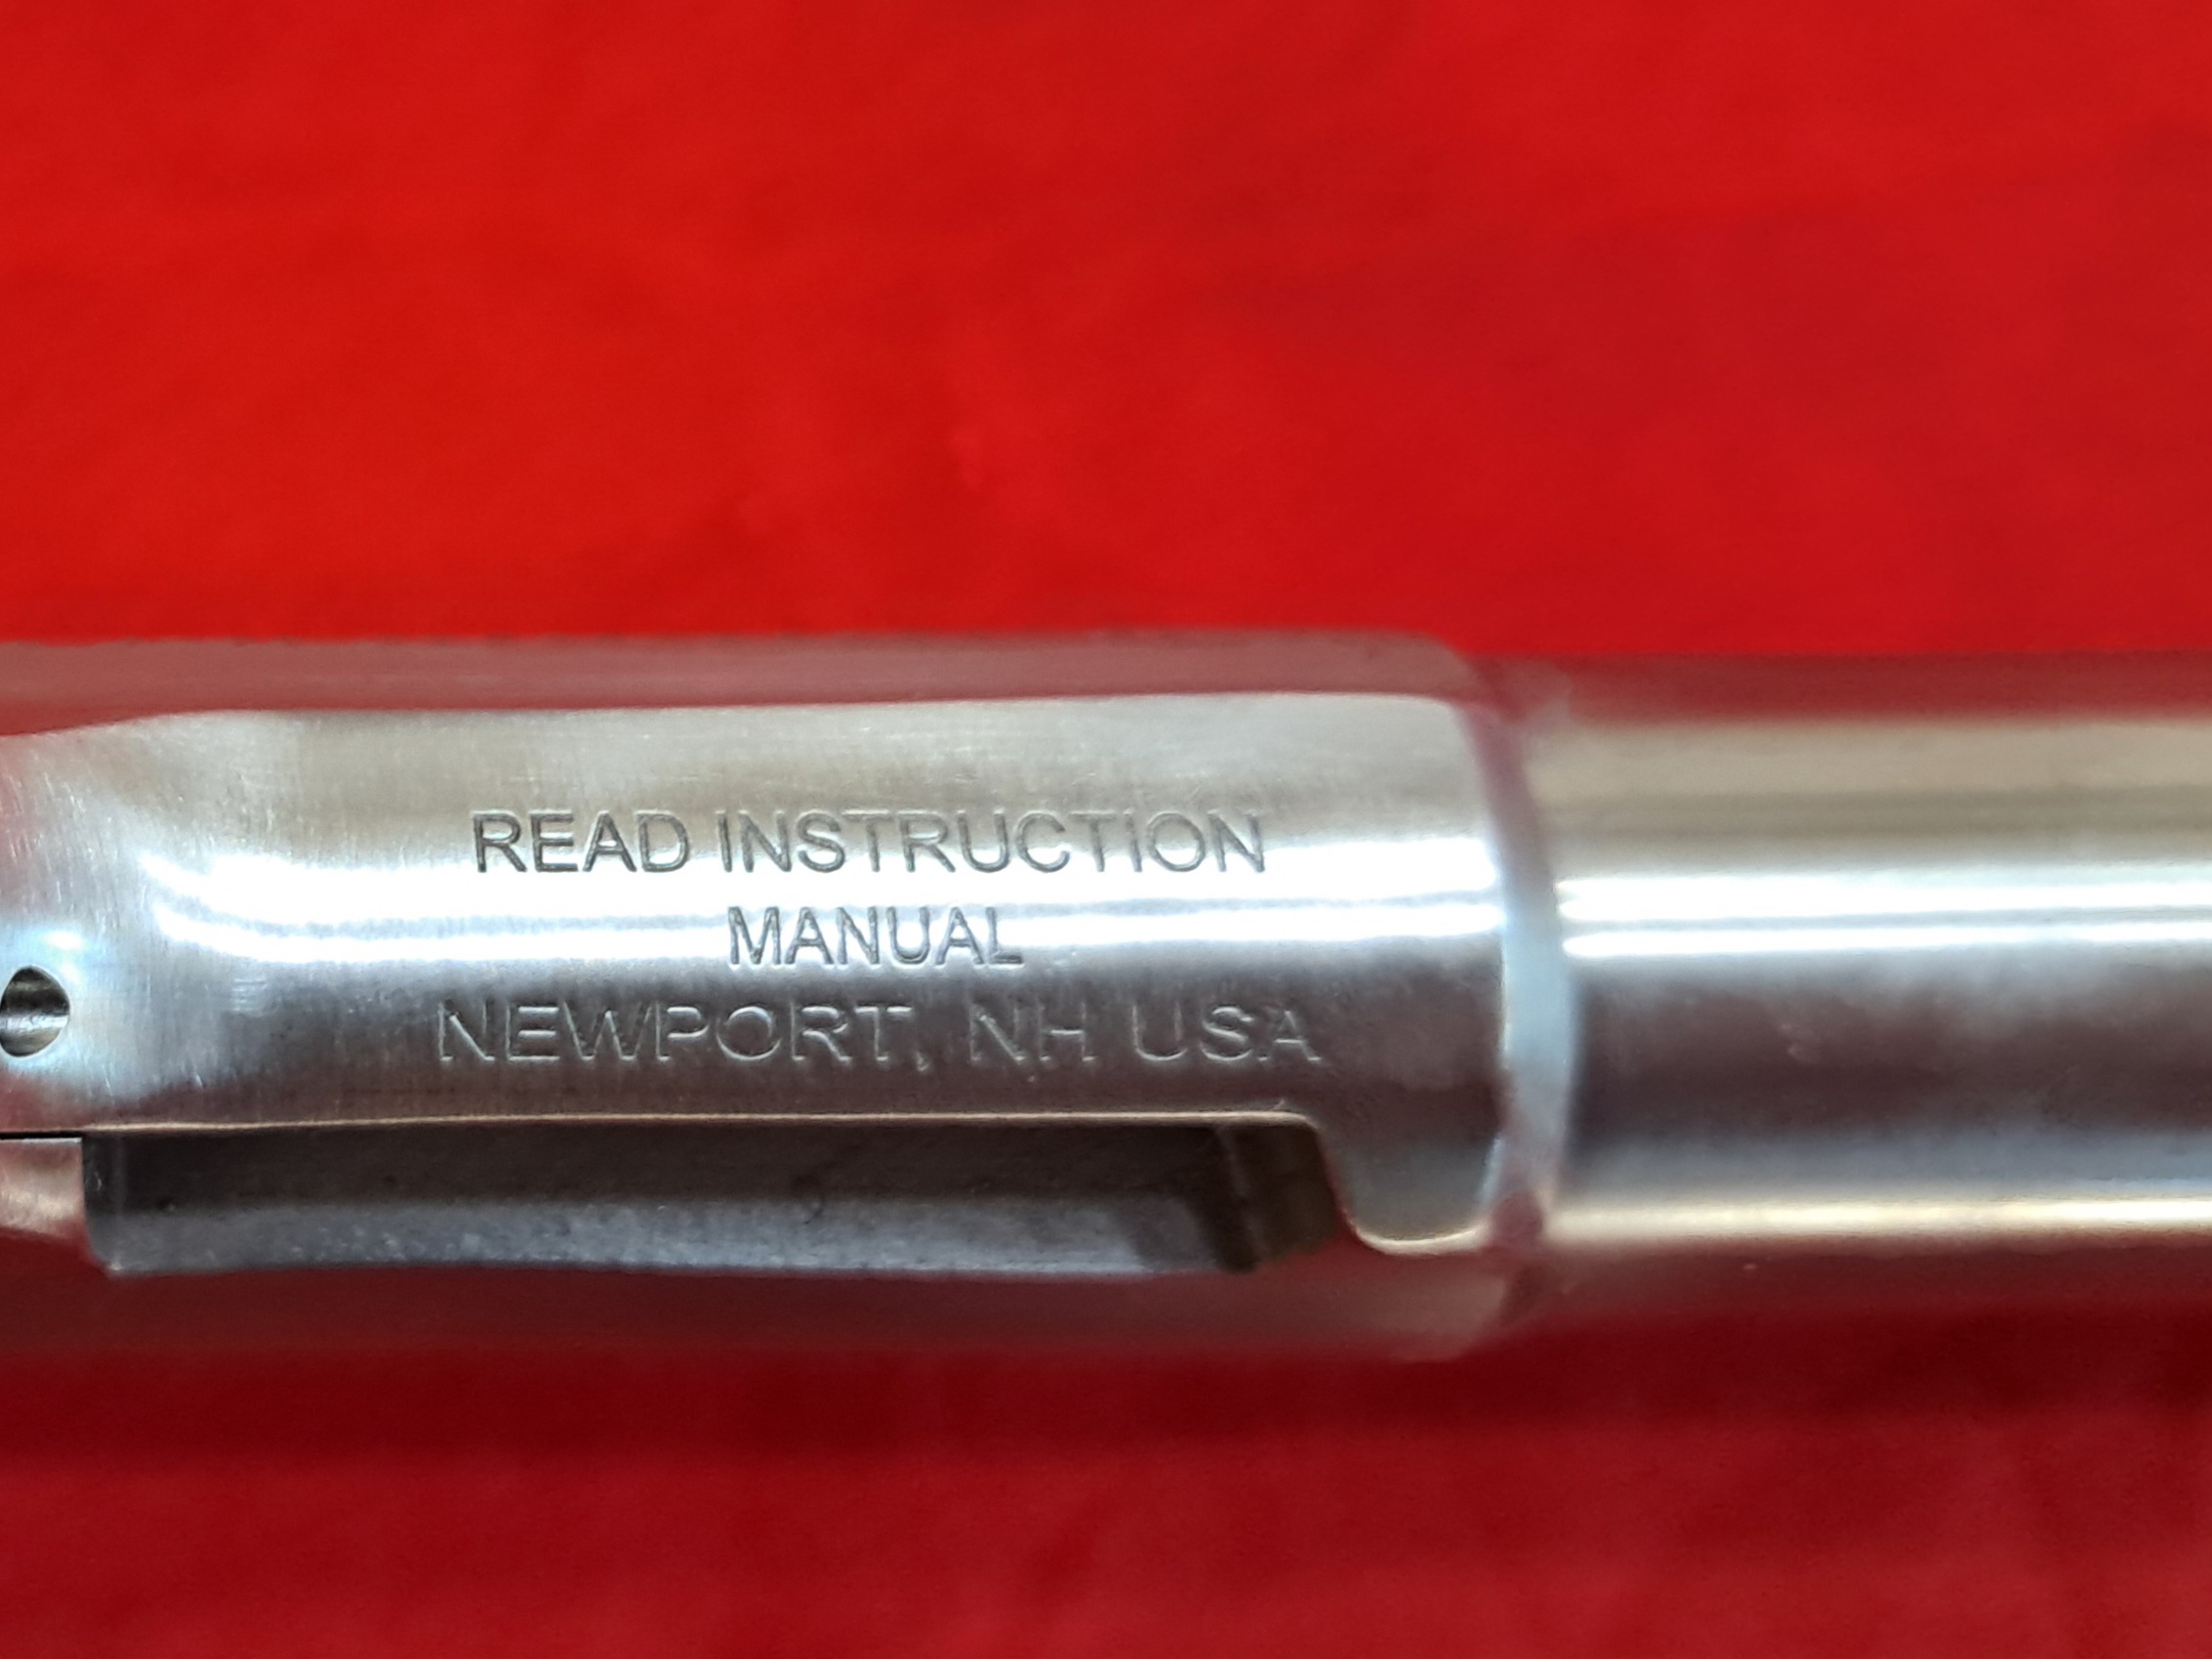 READ INSTRUCTION
MANUAL
NEWPORT, NH USA